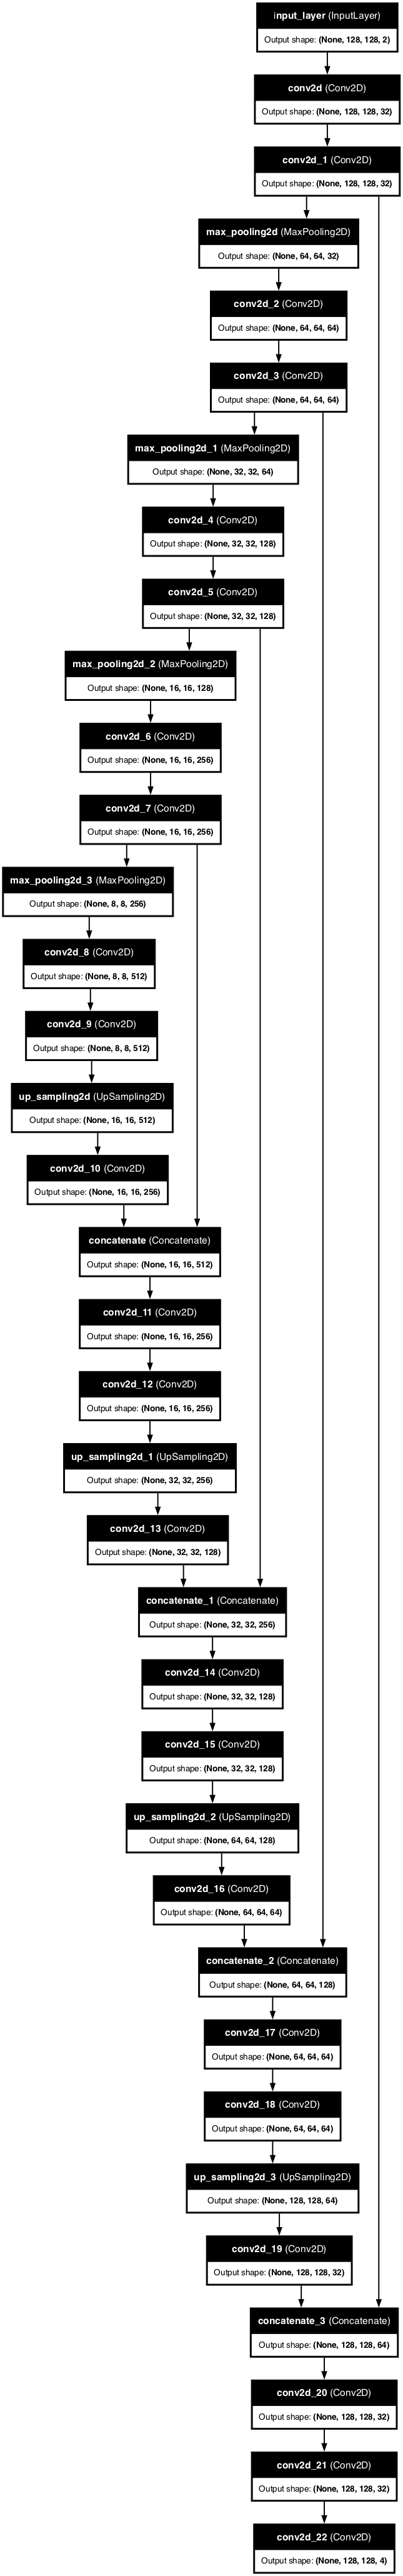 input_layer (InputLayer)
Output shape: (None, 128, 128, 2)
conv2d (Conv2D)
Output shape: (None, 128, 128, 32)
conv2d_1 (Conv2D)
Output shape: (None, 128, 128, 32)
max_pooling2d (MaxPooling2D)
Output shape: (None, 64, 64, 32)
conv2d_2 (Conv2D)
Output shape: (None, 64, 64, 64)
conv2d_3 (Conv2D)
Output shape: (None, 64, 64, 64)
max_pooling2d_1 (MaxPooling2D)
Output shape: (None, 32, 32, 64)
conv2d_4 (Conv2D)
Output shape: (None, 32, 32, 128)
conv2d_5 (Conv2D)
Output shape: (None, 32, 32, 128)
max_pooling2d_2 (MaxPooling2D)
Output shape: (None, 16, 16, 128)
conv2d_6 (Conv2D)
Output shape: (None, 16, 16, 256)
conv2d_7 (Conv2D)
Output shape: (None, 16, 16, 256)
max_pooling2d_3 (MaxPooling2D)
Output shape: (None, 8, 8, 256)
conv2d_8 (Conv2D)
Output shape: (None, 8, 8, 512)
conv2d_9 (Conv2D)
Output shape: (None, 8, 8, 512)
up_sampling2d (UpSampling2D)
Output shape: (None, 16, 16, 512)
conv2d_10 (Conv2D)
Output shape: (None, 16, 16, 256)
concatenate (Concatenate)
Output shape: (None, 16, 16, 512)
conv2d_11 (Conv2D)
Output shape: (None, 16, 16, 256)
conv2d_12 (Conv2D)
Output shape: (None, 16, 16, 256)
up_sampling2d_1 (UpSampling2D)
Output shape: (None, 32, 32, 256)
conv2d_13 (Conv2D)
Output shape: (None, 32, 32, 128)
concatenate_1 (Concatenate)
Output shape: (None, 32, 32, 256)
conv2d_14 (Conv2D)
Output shape: (None, 32, 32, 128)
conv2d_15 (Conv2D)
Output shape: (None, 32, 32, 128)
up_sampling2d_2 (UpSampling2D)
Output shape: (None, 64, 64, 128)
conv2d_16 (Conv2D)
Output shape: (None, 64, 64, 64)
concatenate_2 (Concatenate)
Output shape: (None, 64, 64, 128)
conv2d_17 (Conv2D)
Output shape: (None, 64, 64, 64)
conv2d_18 (Conv2D)
Output shape: (None, 64, 64, 64)
up_sampling2d_3 (UpSampling2D)
Output shape: (None, 128, 128, 64)
conv2d_19 (Conv2D)
Output shape: (None, 128, 128, 32)
concatenate_3 (Concatenate)
Output shape: (None, 128, 128, 64)
conv2d_20 (Conv2D)
Output shape: (None, 128, 128, 32)
conv2d_21 (Conv2D)
Output shape: (None, 128, 128, 32)
conv2d_22 (Conv2D)
Output shape: (None, 128, 128, 4)